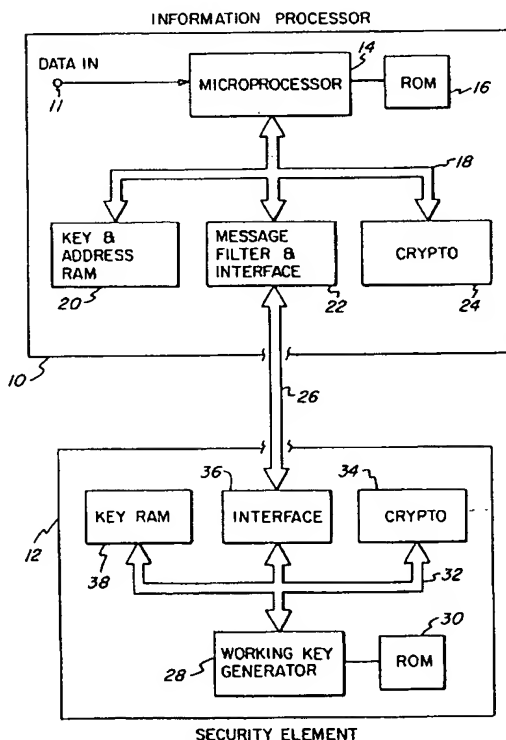 INFORMATION PROCESSOR
14
DATA IN
11
MICROPROCESSOR
ROM
16
18
KEY &
ADDRESS
RAM
20
MESSAGE
FILTER &
INTERFACE
22
CRYPTO
24
10
26
12
36
34
KEY RAM
38
INTERFACE
CRYPTO
32
30
28
WORKING KEY
GENERATOR
ROM
SECURITY ELEMENT